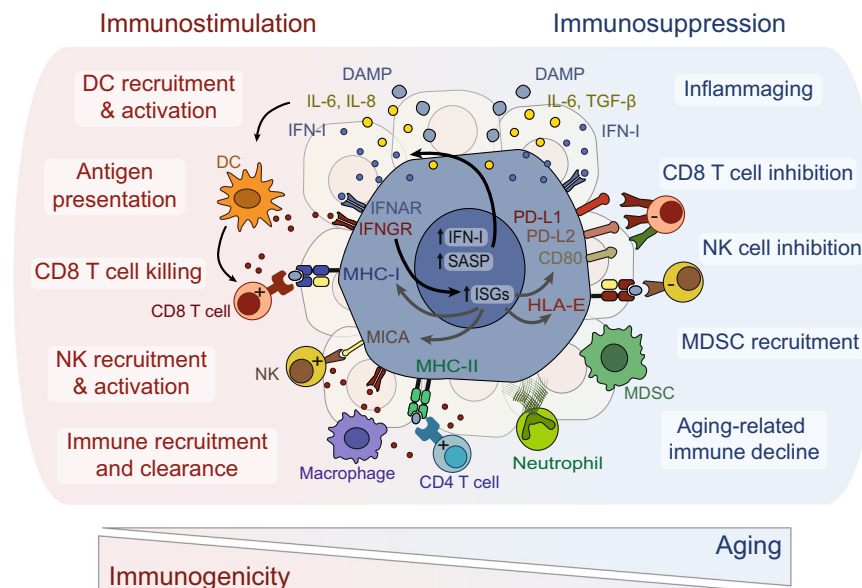 Immunostimulation
Immunosuppression
DC recruitment
& activation
Antigen
presentation
CD8 T cell killing
NK recruitment
& activation
Immune recruitment
and clearance
DAMP
IL-6, IL-8
IFN-I
DC
CD8 T cell
NK
Macrophage
CD4 T cell
Neutrophil
MDSC
DAMP
IL-6, TGF-β
IFN-I
IFNAR
IFNGR
MHC-I
MICA
MHC-II
IFN-I
SASP
ISGs
PD-L1
PD-L2
CD80
HLA-E
+
+
+
-
-
Inflammaging
CD8 T cell inhibition
NK cell inhibition
MDSC recruitment
Aging-related
immune decline
Aging
Immunogenicity